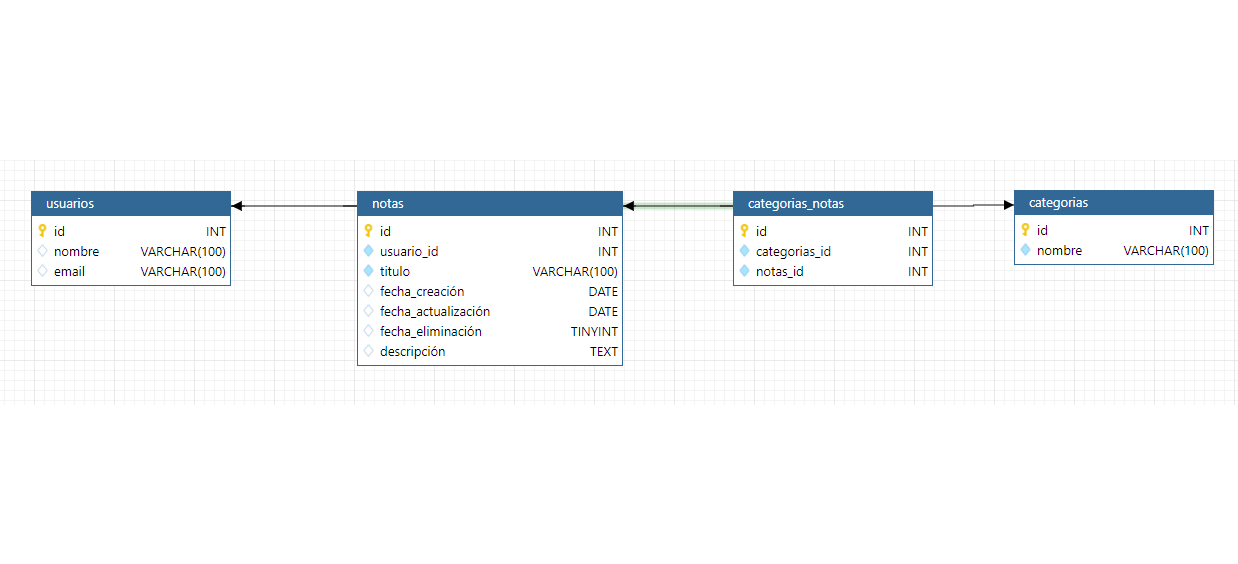 usuarios
id INT
nombre VARCHAR(100)
email VARCHAR(100)
notas
id INT
usuario_id INT
titulo VARCHAR(100)
fecha_creación DATE
fecha_actualización DATE
fecha_eliminación TINYINT
descripción TEXT
categorias_notas
id INT
categorias_id INT
notas_id INT
categorias
id INT
nombre VARCHAR(100)